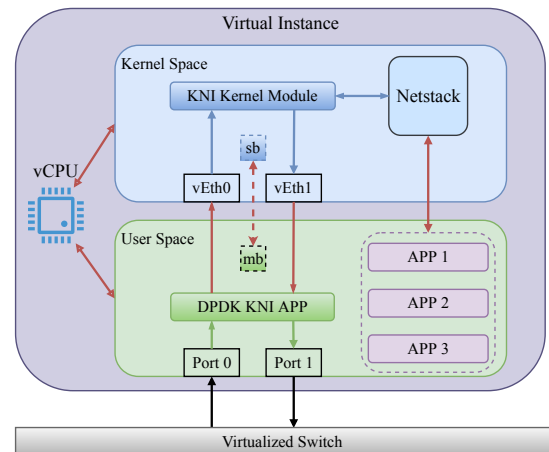 Virtual Instance
Kernel Space
KNI Kernel Module
Netstack
sb
vCPU
vEth0
vEth1
User Space
mb
APP 1
DPDK KNI APP
APP 2
Port 0
Port 1
APP 3
Virtualized Switch